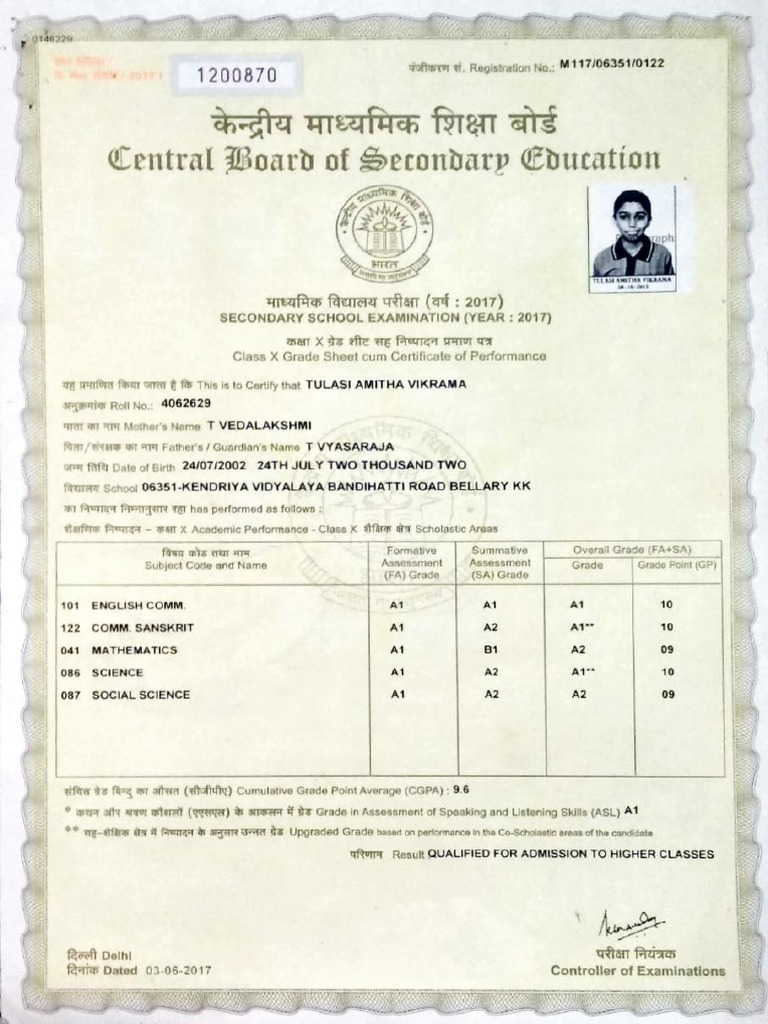 0146229
1200870
पंजीकरण सं. Registration No.: M117/06351/0122
केन्द्रीय माध्यमिक शिक्षा बोर्ड
Central Board of Secondary Education
केन्द्रीय माध्यमिक शिक्षा बोर्ड
भारत
TULASI AMITHA VIKRAMA
माध्यमिक विद्यालय परीक्षा (वर्ष : 2017)
SECONDARY SCHOOL EXAMINATION (YEAR : 2017)
कक्षा X ग्रेड शीट सह निष्पादन प्रमाण पत्र
Class X Grade Sheet cum Certificate of Performance
यह प्रमाणित किया जाता है कि This is to Certify that TULASI AMITHA VIKRAMA
अनुक्रमांक Roll No.: 4062629
माता का नाम Mother's Name T VEDALAKSHMI
पिता/संरक्षक का नाम Father's / Guardian's Name T VYASARAJA
जन्म तिथि Date of Birth 24/07/2002 24TH JULY TWO THOUSAND TWO
विद्यालय School 06351-KENDRIYA VIDYALAYA BANDIHATTI ROAD BELLARY KK
का निष्पादन निम्नानुसार रहा has performed as follows :
शैक्षणिक निष्पादन – कक्षा X Academic Performance - Class X शैक्षिक क्षेत्र Scholastic Areas
विषय कोड तथा नाम Subject Code and Name Formative Assessment (FA) Grade Summative Assessment (SA) Grade Overall Grade (FA+SA) Grade Grade Point (GP)
101 ENGLISH COMM. A1 A1 A1 10
122 COMM. SANSKRIT A1 A2 A1** 10
041 MATHEMATICS A1 B1 A2 09
086 SCIENCE A1 A2 A1** 10
087 SOCIAL SCIENCE A1 A2 A2 09
संचित ग्रेड बिन्दु का औसत (सीजीपीए) Cumulative Grade Point Average (CGPA) : 9.6
* कथन और श्रवण कौशलों (एएसएल) के आकलन में ग्रेड Grade in Assessment of Speaking and Listening Skills (ASL) A1
** सह-शैक्षिक क्षेत्र में निष्पादन के अनुसार उन्नत ग्रेड Upgraded Grade based on performance in the Co-Scholastic areas of the candidate
परिणाम Result QUALIFIED FOR ADMISSION TO HIGHER CLASSES
दिल्ली Delhi
दिनांक Dated 03-06-2017
परीक्षा नियंत्रक
Controller of Examinations